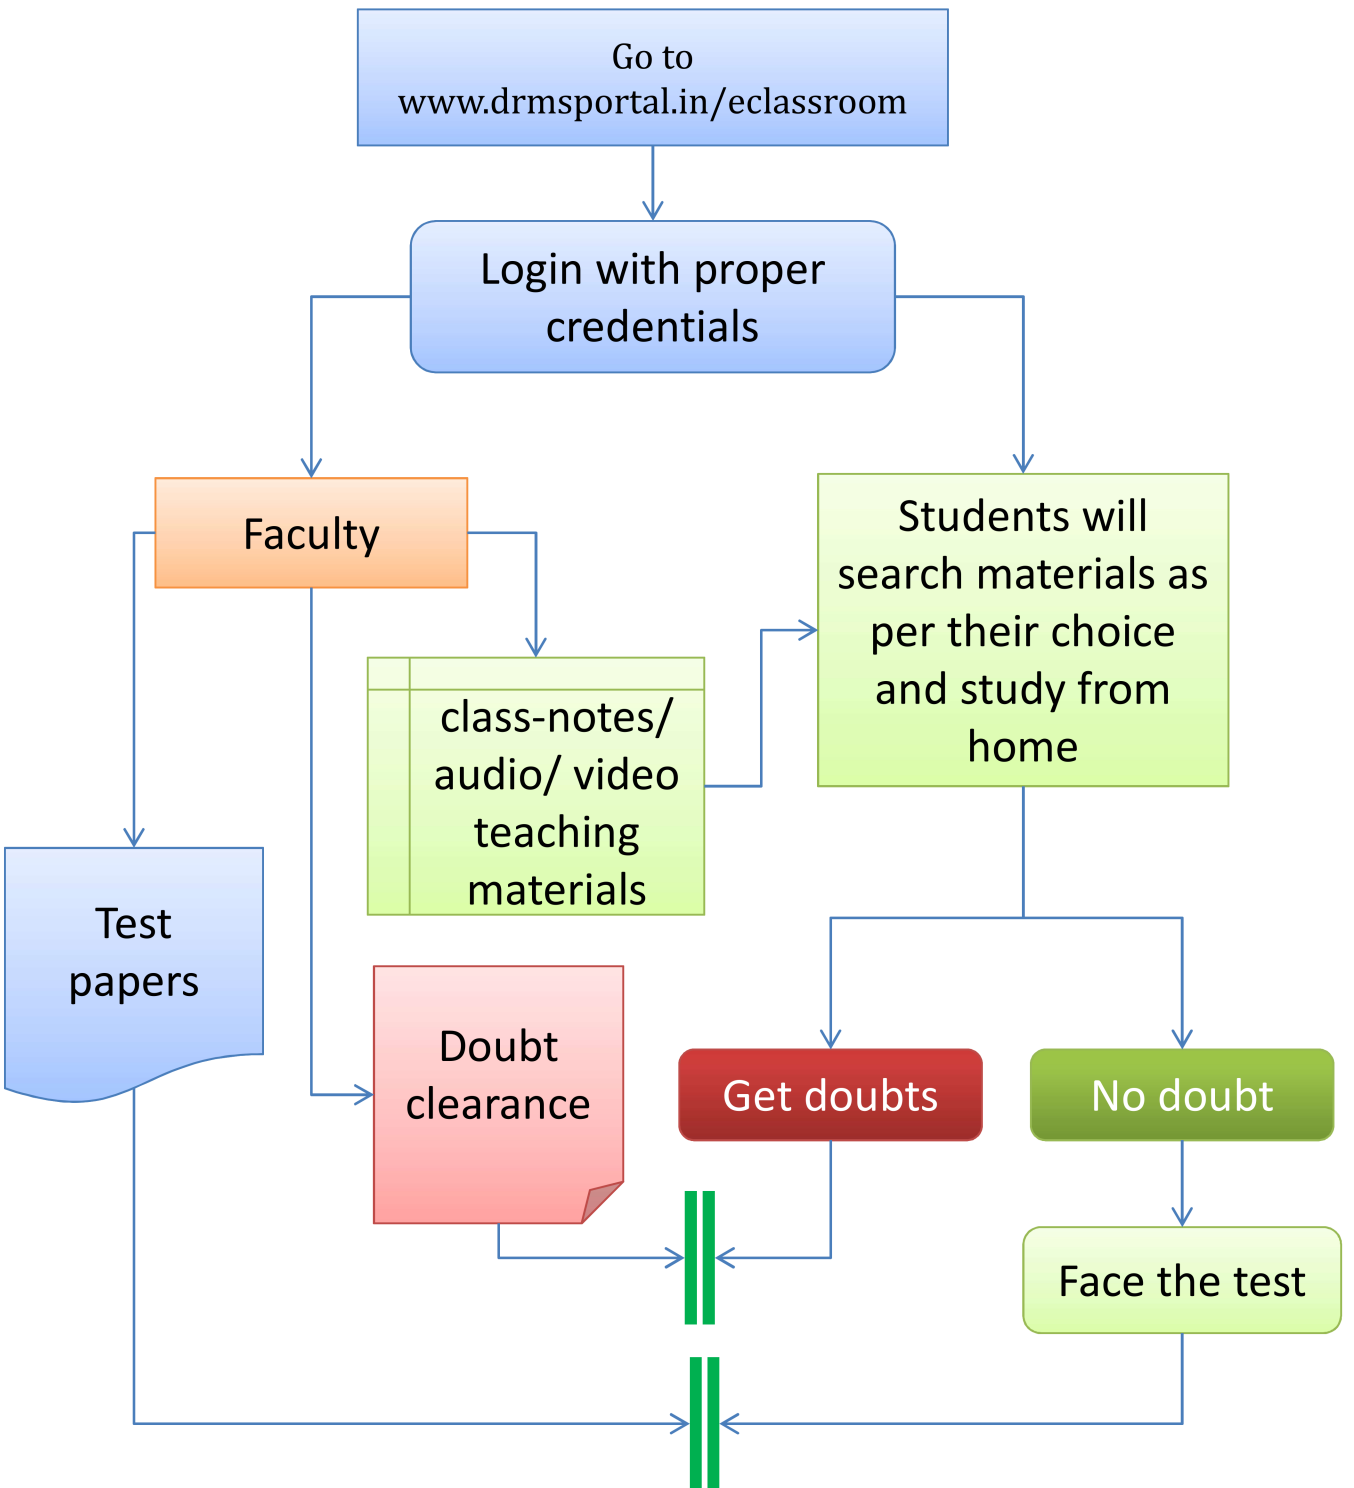 Go to
www.drmsportal.in/eclassroom
Login with proper
credentials
Faculty
Students will
search materials as
per their choice
and study from
home
class-notes/
audio/ video
teaching
materials
Test
papers
Doubt
clearance
Get doubts
No doubt
Face the test